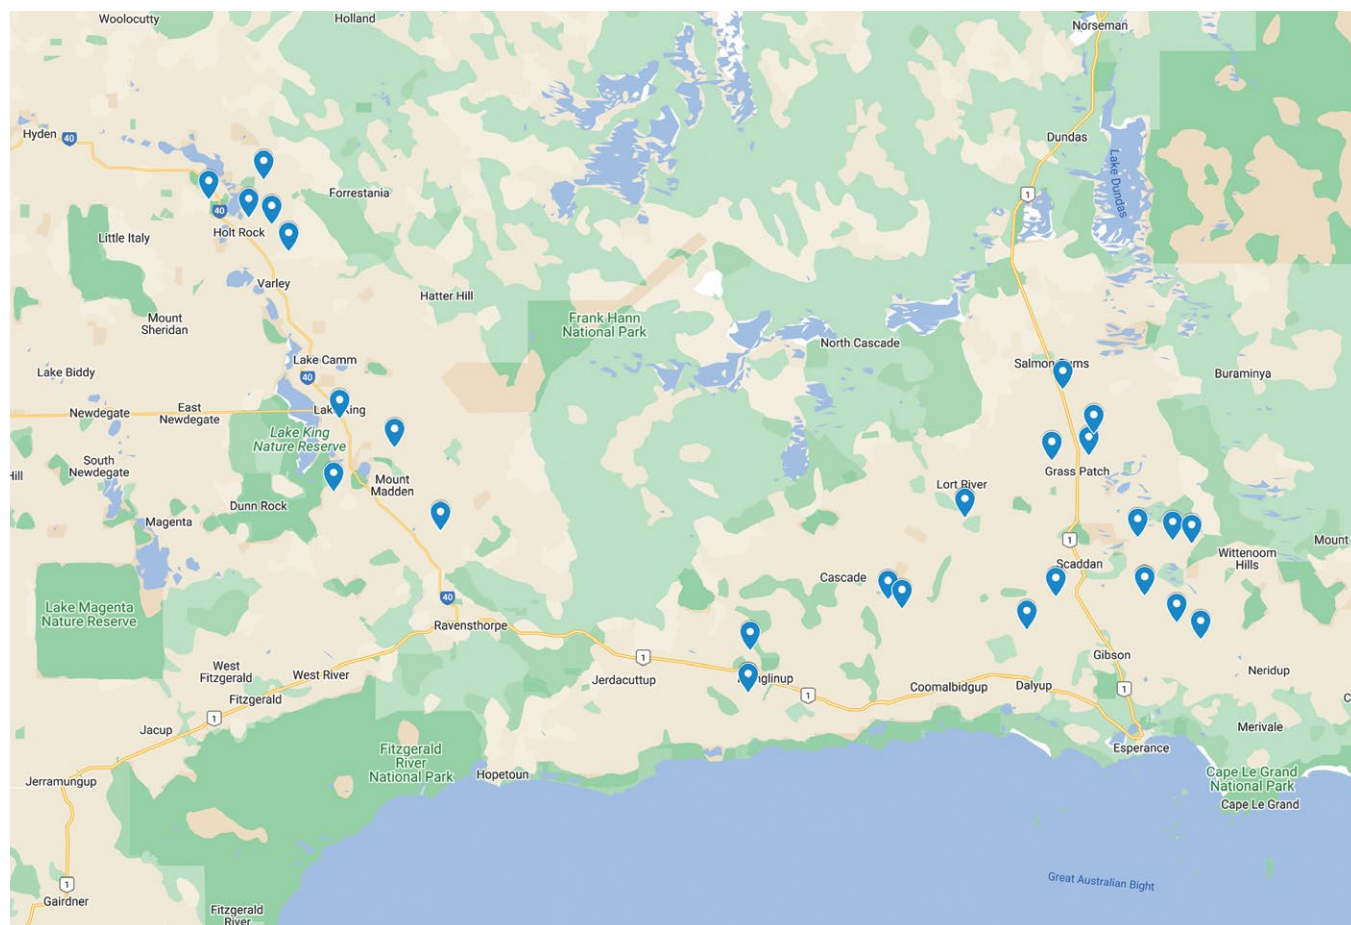 Woolocutty
Holland
Norseman
Hyden
40
Dundas
Lake Dundas
Forrestania
1
40
Holt Rock
Little Italy
Varley
Hatter Hill
Mount
Sheridan
Frank Hann
National Park
North Cascade
Lake Camm
Lake Biddy
40
Buraminya
Newdegate
East
Newdegate
Lake King
Lake King
Nature Reserve
South
Newdegate
Grass Patch
Mount
Madden
Lort River
Dunn Rock
Magenta
1
Mount
Wittenoom
Hills
Scaddan
Cascade
40
Lake Magenta
Nature Reserve
Ravensthorpe
1
Gibson
West
Fitzgerald
West River
Jerdacuttup
Neridup
Coomalbidgup
Dalyup
1
1
Fitzgerald
1
Jacup
Merivale
Esperance
Fitzgerald
River
National Park
Hopetoun
Jerramungup
Cape Le Grand
National Park
Cape Le Grand
Great Australian Bight
1
Gairdner
Fitzgerald
River